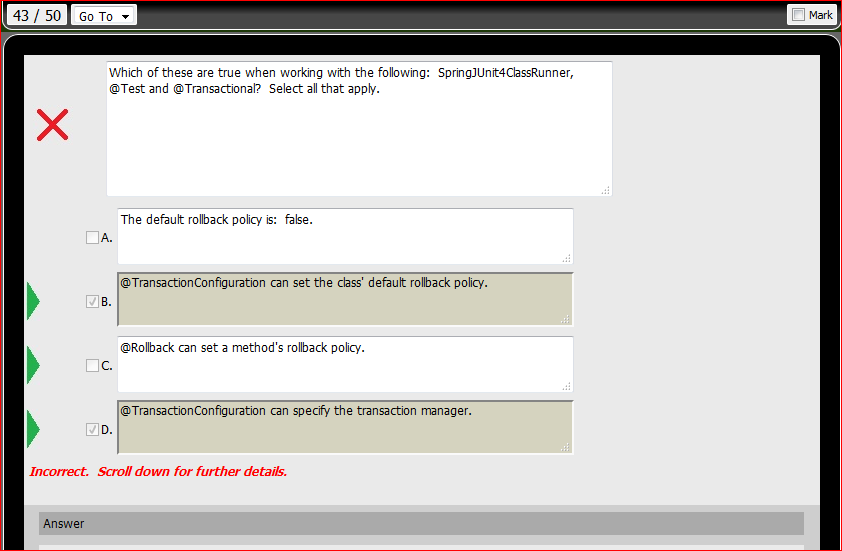 43 / 50 Go To Mark
Which of these are true when working with the following:  SpringJUnit4ClassRunner,
@Test and @Transactional?  Select all that apply.
A. The default rollback policy is:  false.
B. @TransactionConfiguration can set the class' default rollback policy.
C. @Rollback can set a method's rollback policy.
D. @TransactionConfiguration can specify the transaction manager.
Incorrect.  Scroll down for further details.
Answer